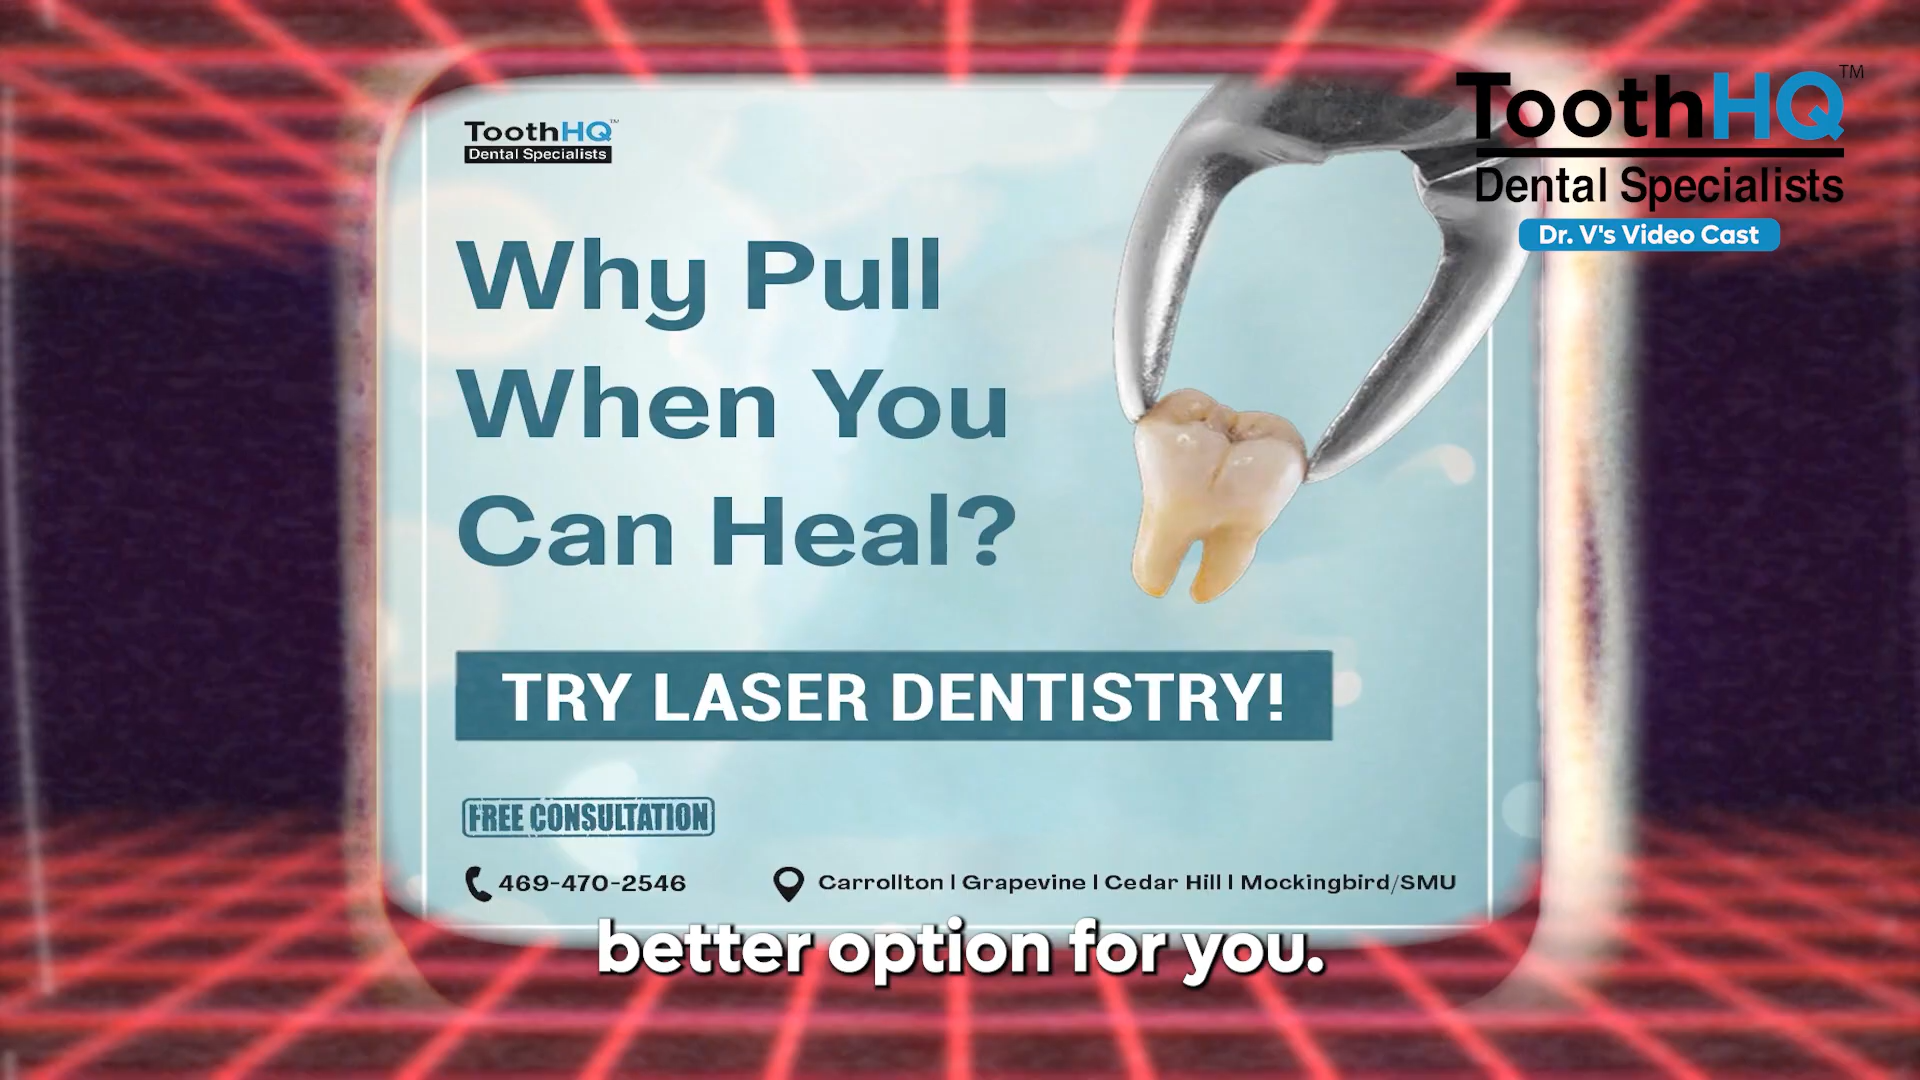 ToothHQ™
Dental Specialists
Dr. V's Video Cast
ToothHQ™
Dental Specialists
Why Pull
When You
Can Heal?
TRY LASER DENTISTRY!
FREE CONSULTATION
469-470-2546
Carrollton | Grapevine | Cedar Hill | Mockingbird/SMU
better option for you.